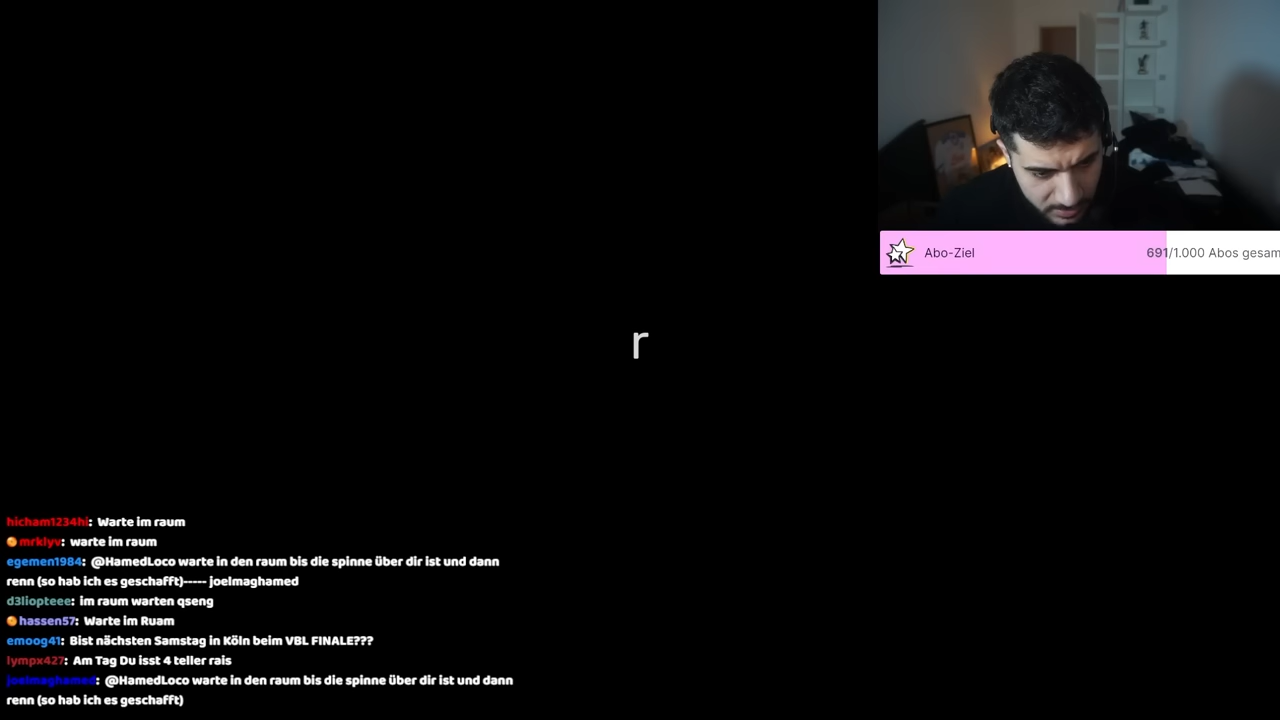 Abo-Ziel
691/1.000 Abos gesam
r
hicham1234hi: Warte im raum
mrklyv: warte im raum
egemen1984: @HamedLoco warte in den raum bis die spinne über dir ist und dann
renn (so hab ich es geschafft)----- joelmaghamed
d3liopteee: im raum warten qseng
hassen57: Warte im Ruam
emoog41: Bist nächsten Samstag in Köln beim VBL FINALE???
lympx427: Am Tag Du isst 4 teller rais
joelmaghamed: @HamedLoco warte in den raum bis die spinne über dir ist und dann
renn (so hab ich es geschafft)